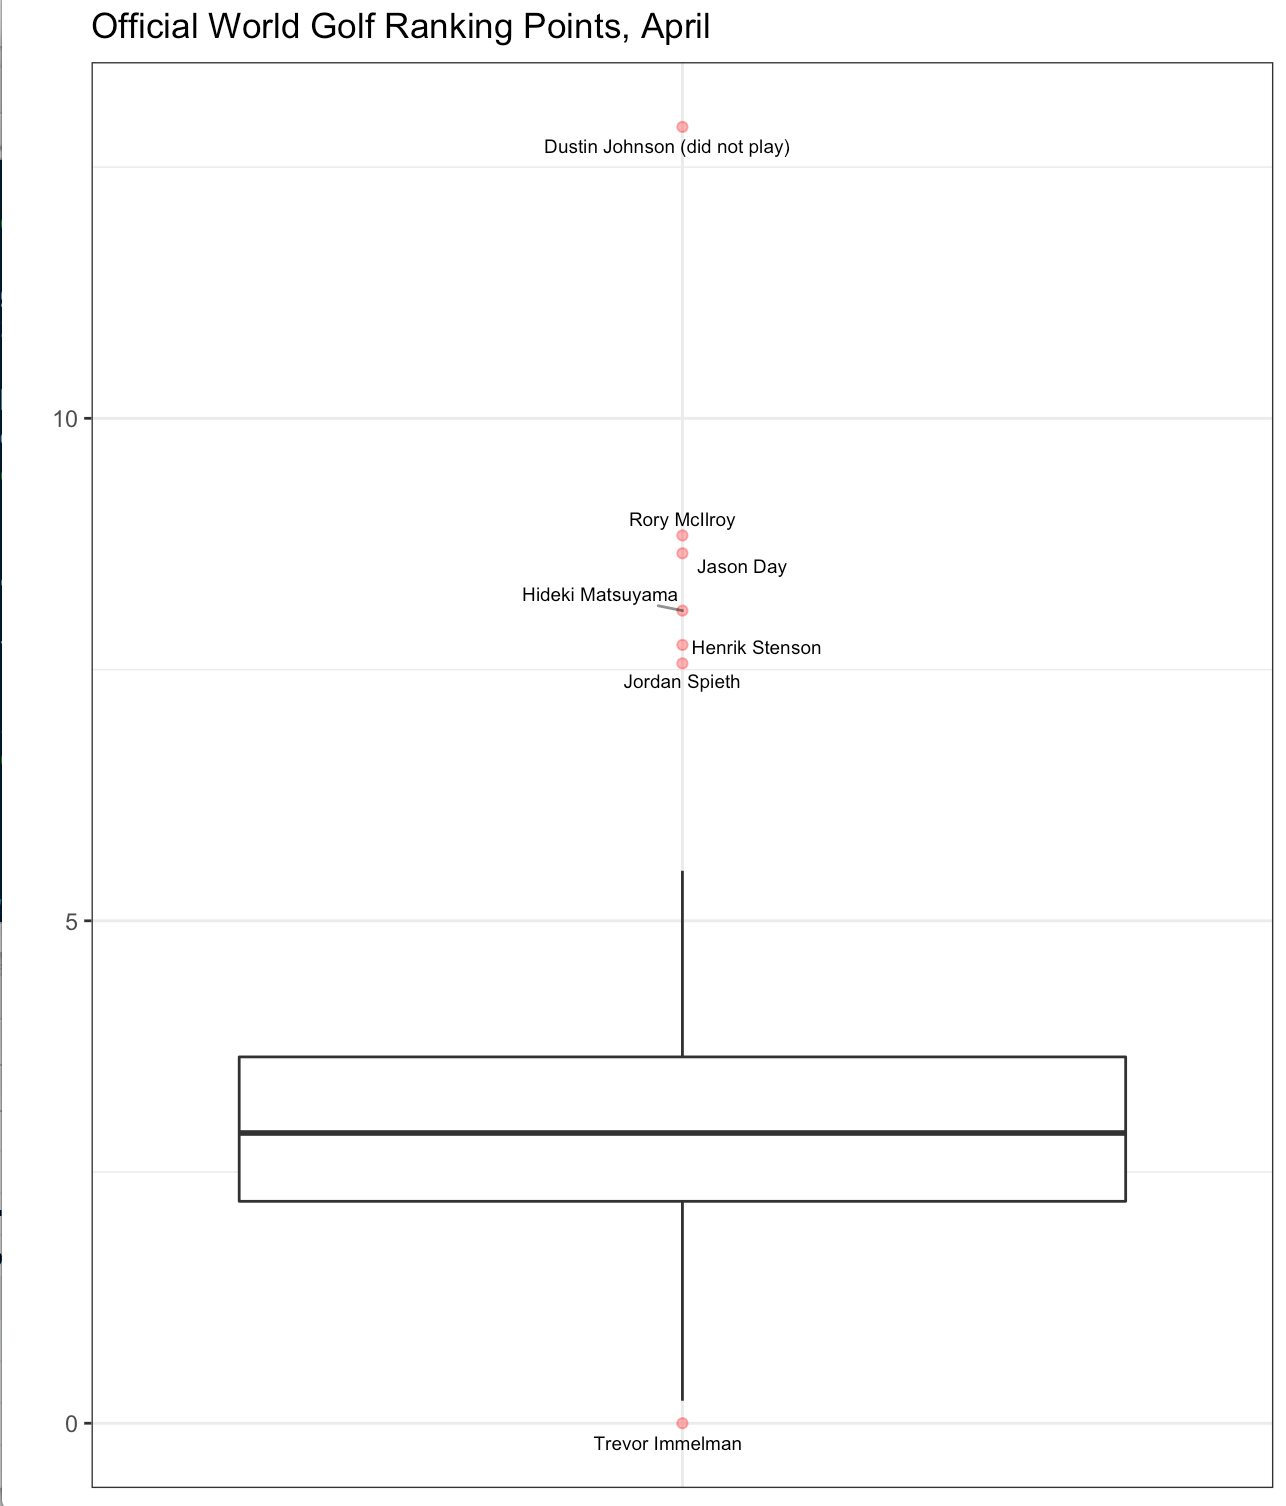 Official World Golf Ranking Points, April
Dustin Johnson (did not play)
10
Rory McIlroy
Jason Day
Hideki Matsuyama
Henrik Stenson
Jordan Spieth
5
0
Trevor Immelman